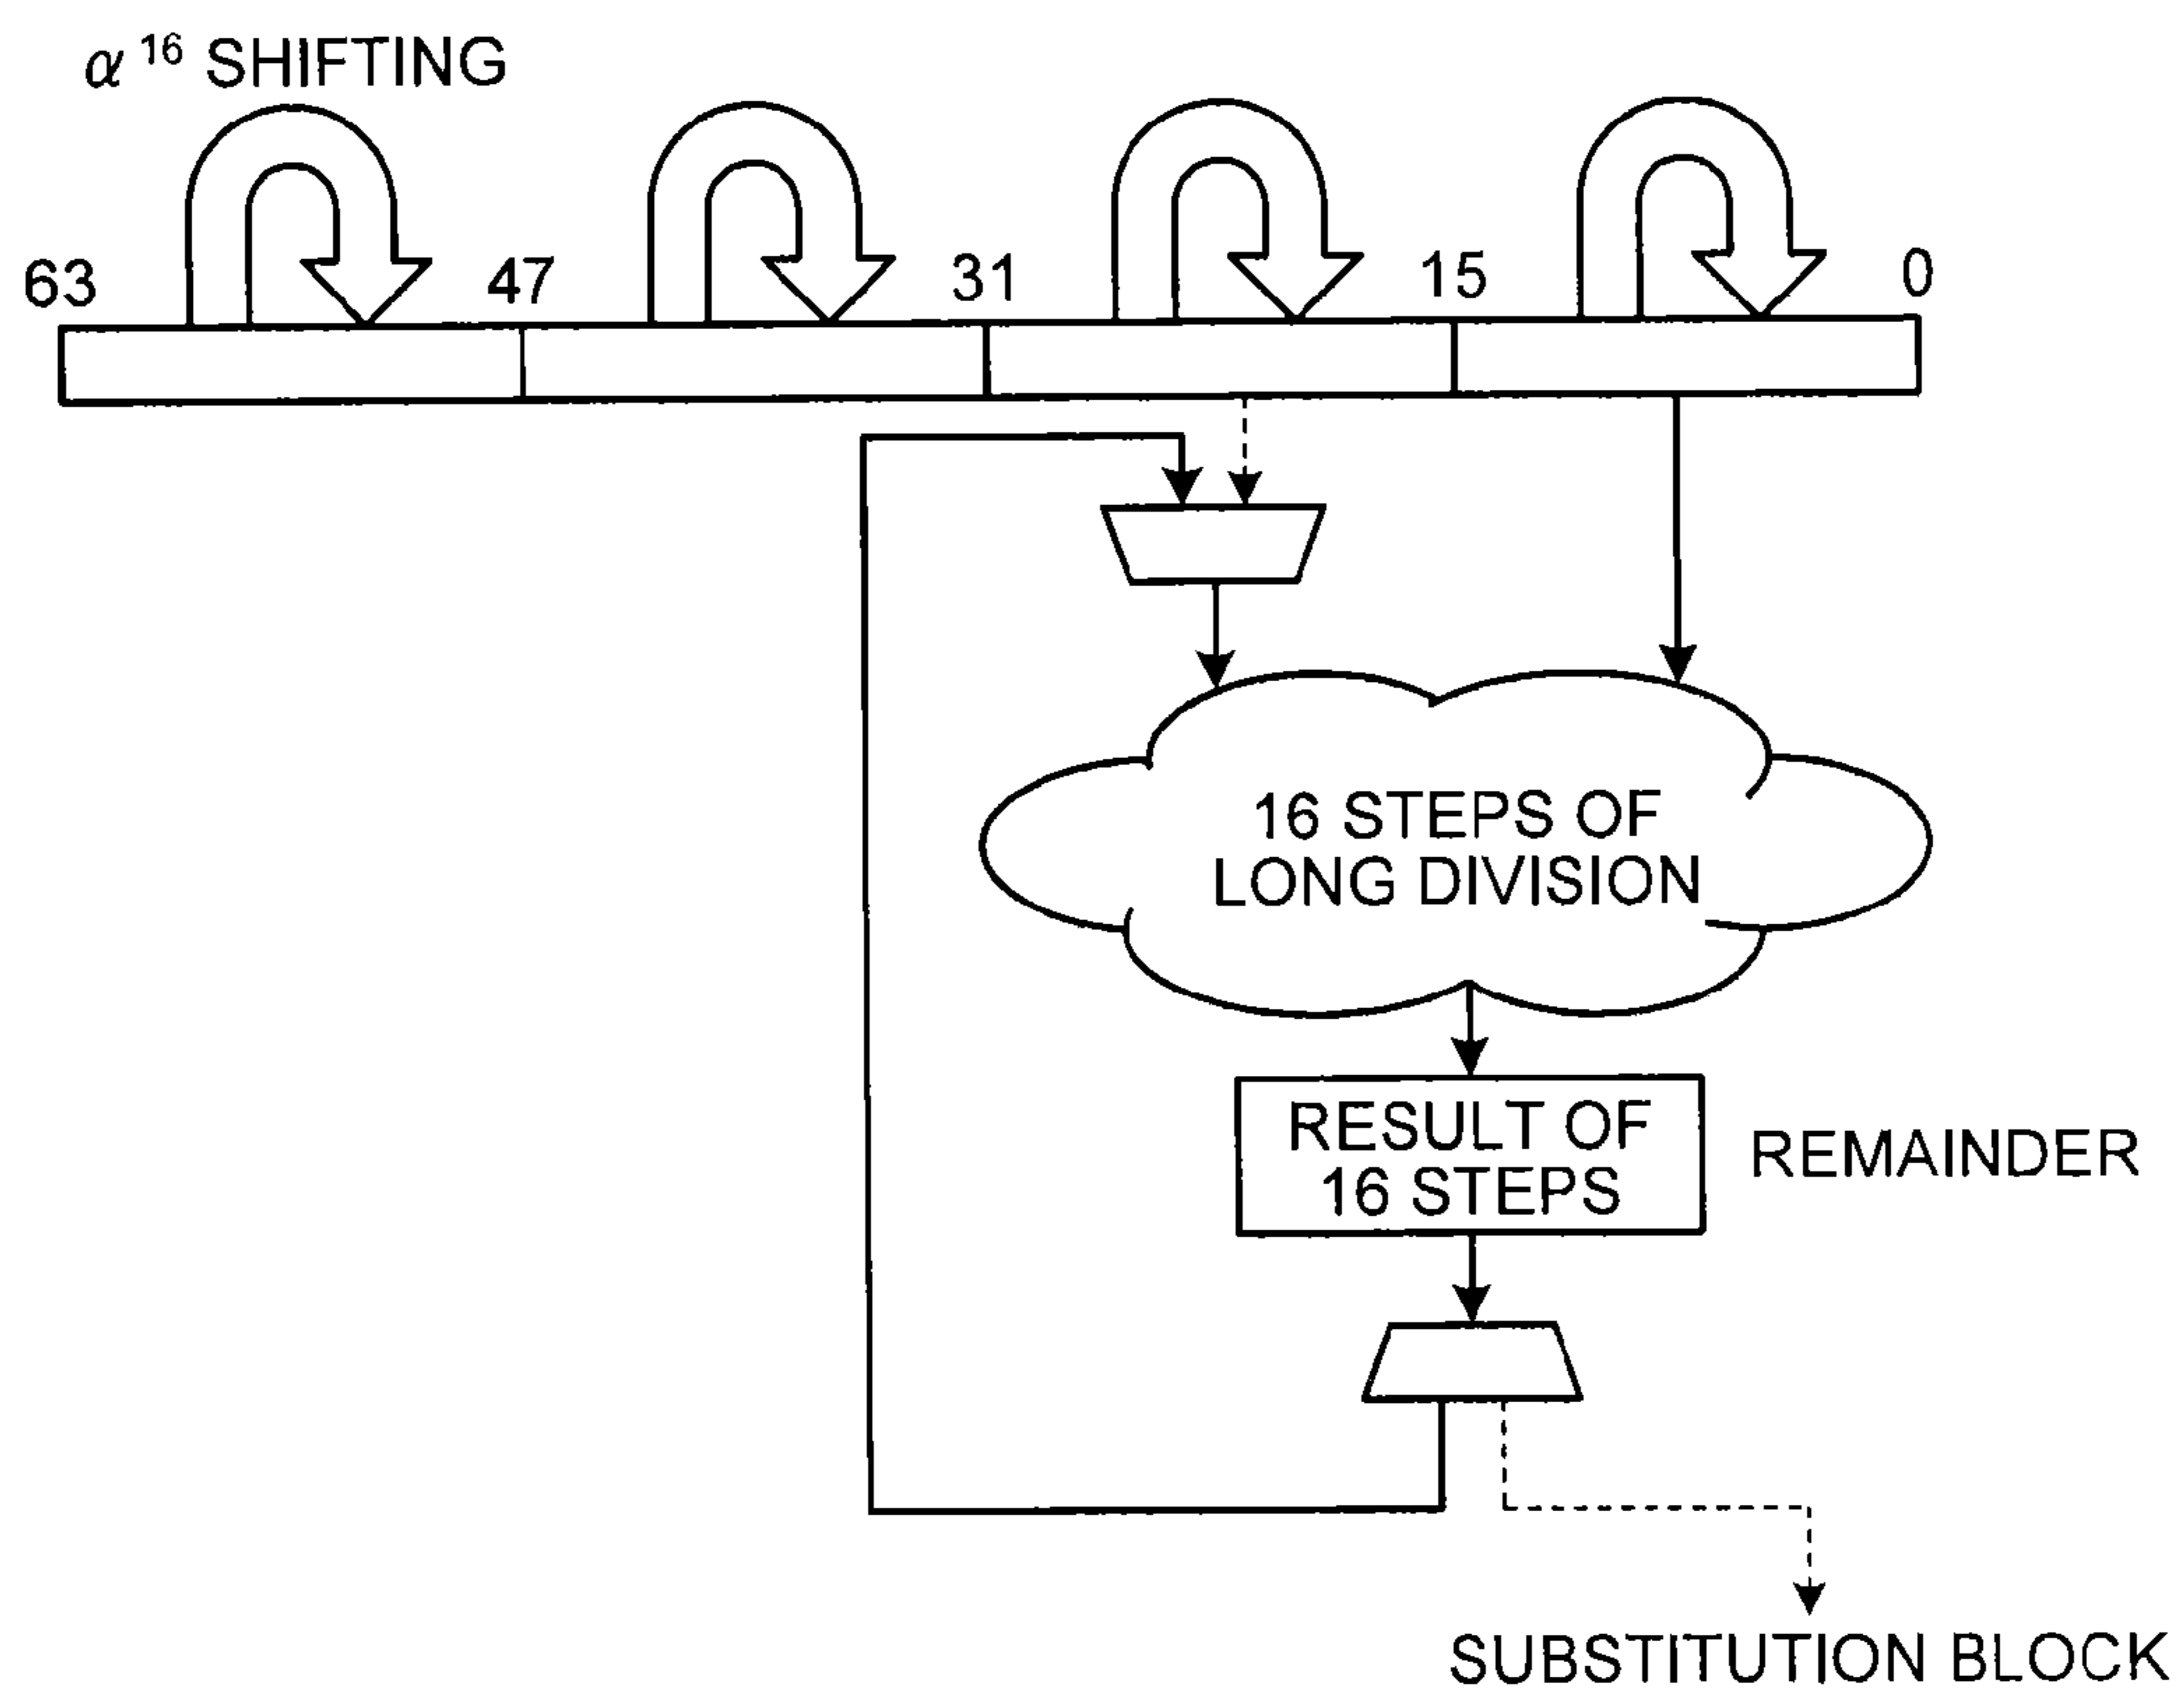 α16 SHIFTING
63 47 31 15 0
16 STEPS OF
LONG DIVISION
RESULT OF
16 STEPS
REMAINDER
SUBSTITUTION BLOCK